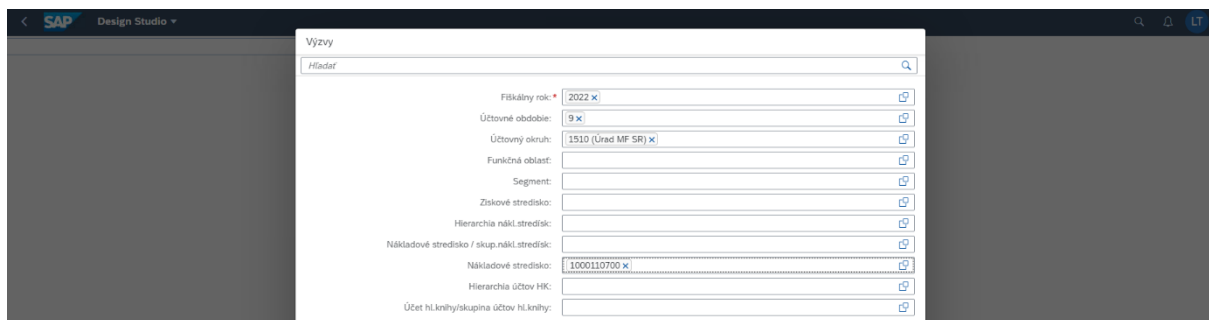 SAP Design Studio LT
Výzvy
Hľadať
Fiškálny rok:* 2022
Účtovné obdobie: 9
Účtovný okruh: 1510 (Úrad MF SR)
Funkčná oblasť:
Segment:
Ziskové stredisko:
Hierarchia nákl.stredísk:
Nákladové stredisko / skup.nákl.stredísk:
Nákladové stredisko: 1000110700
Hierarchia účtov HK:
Účet hl.knihy/skupina účtov hl.knihy: